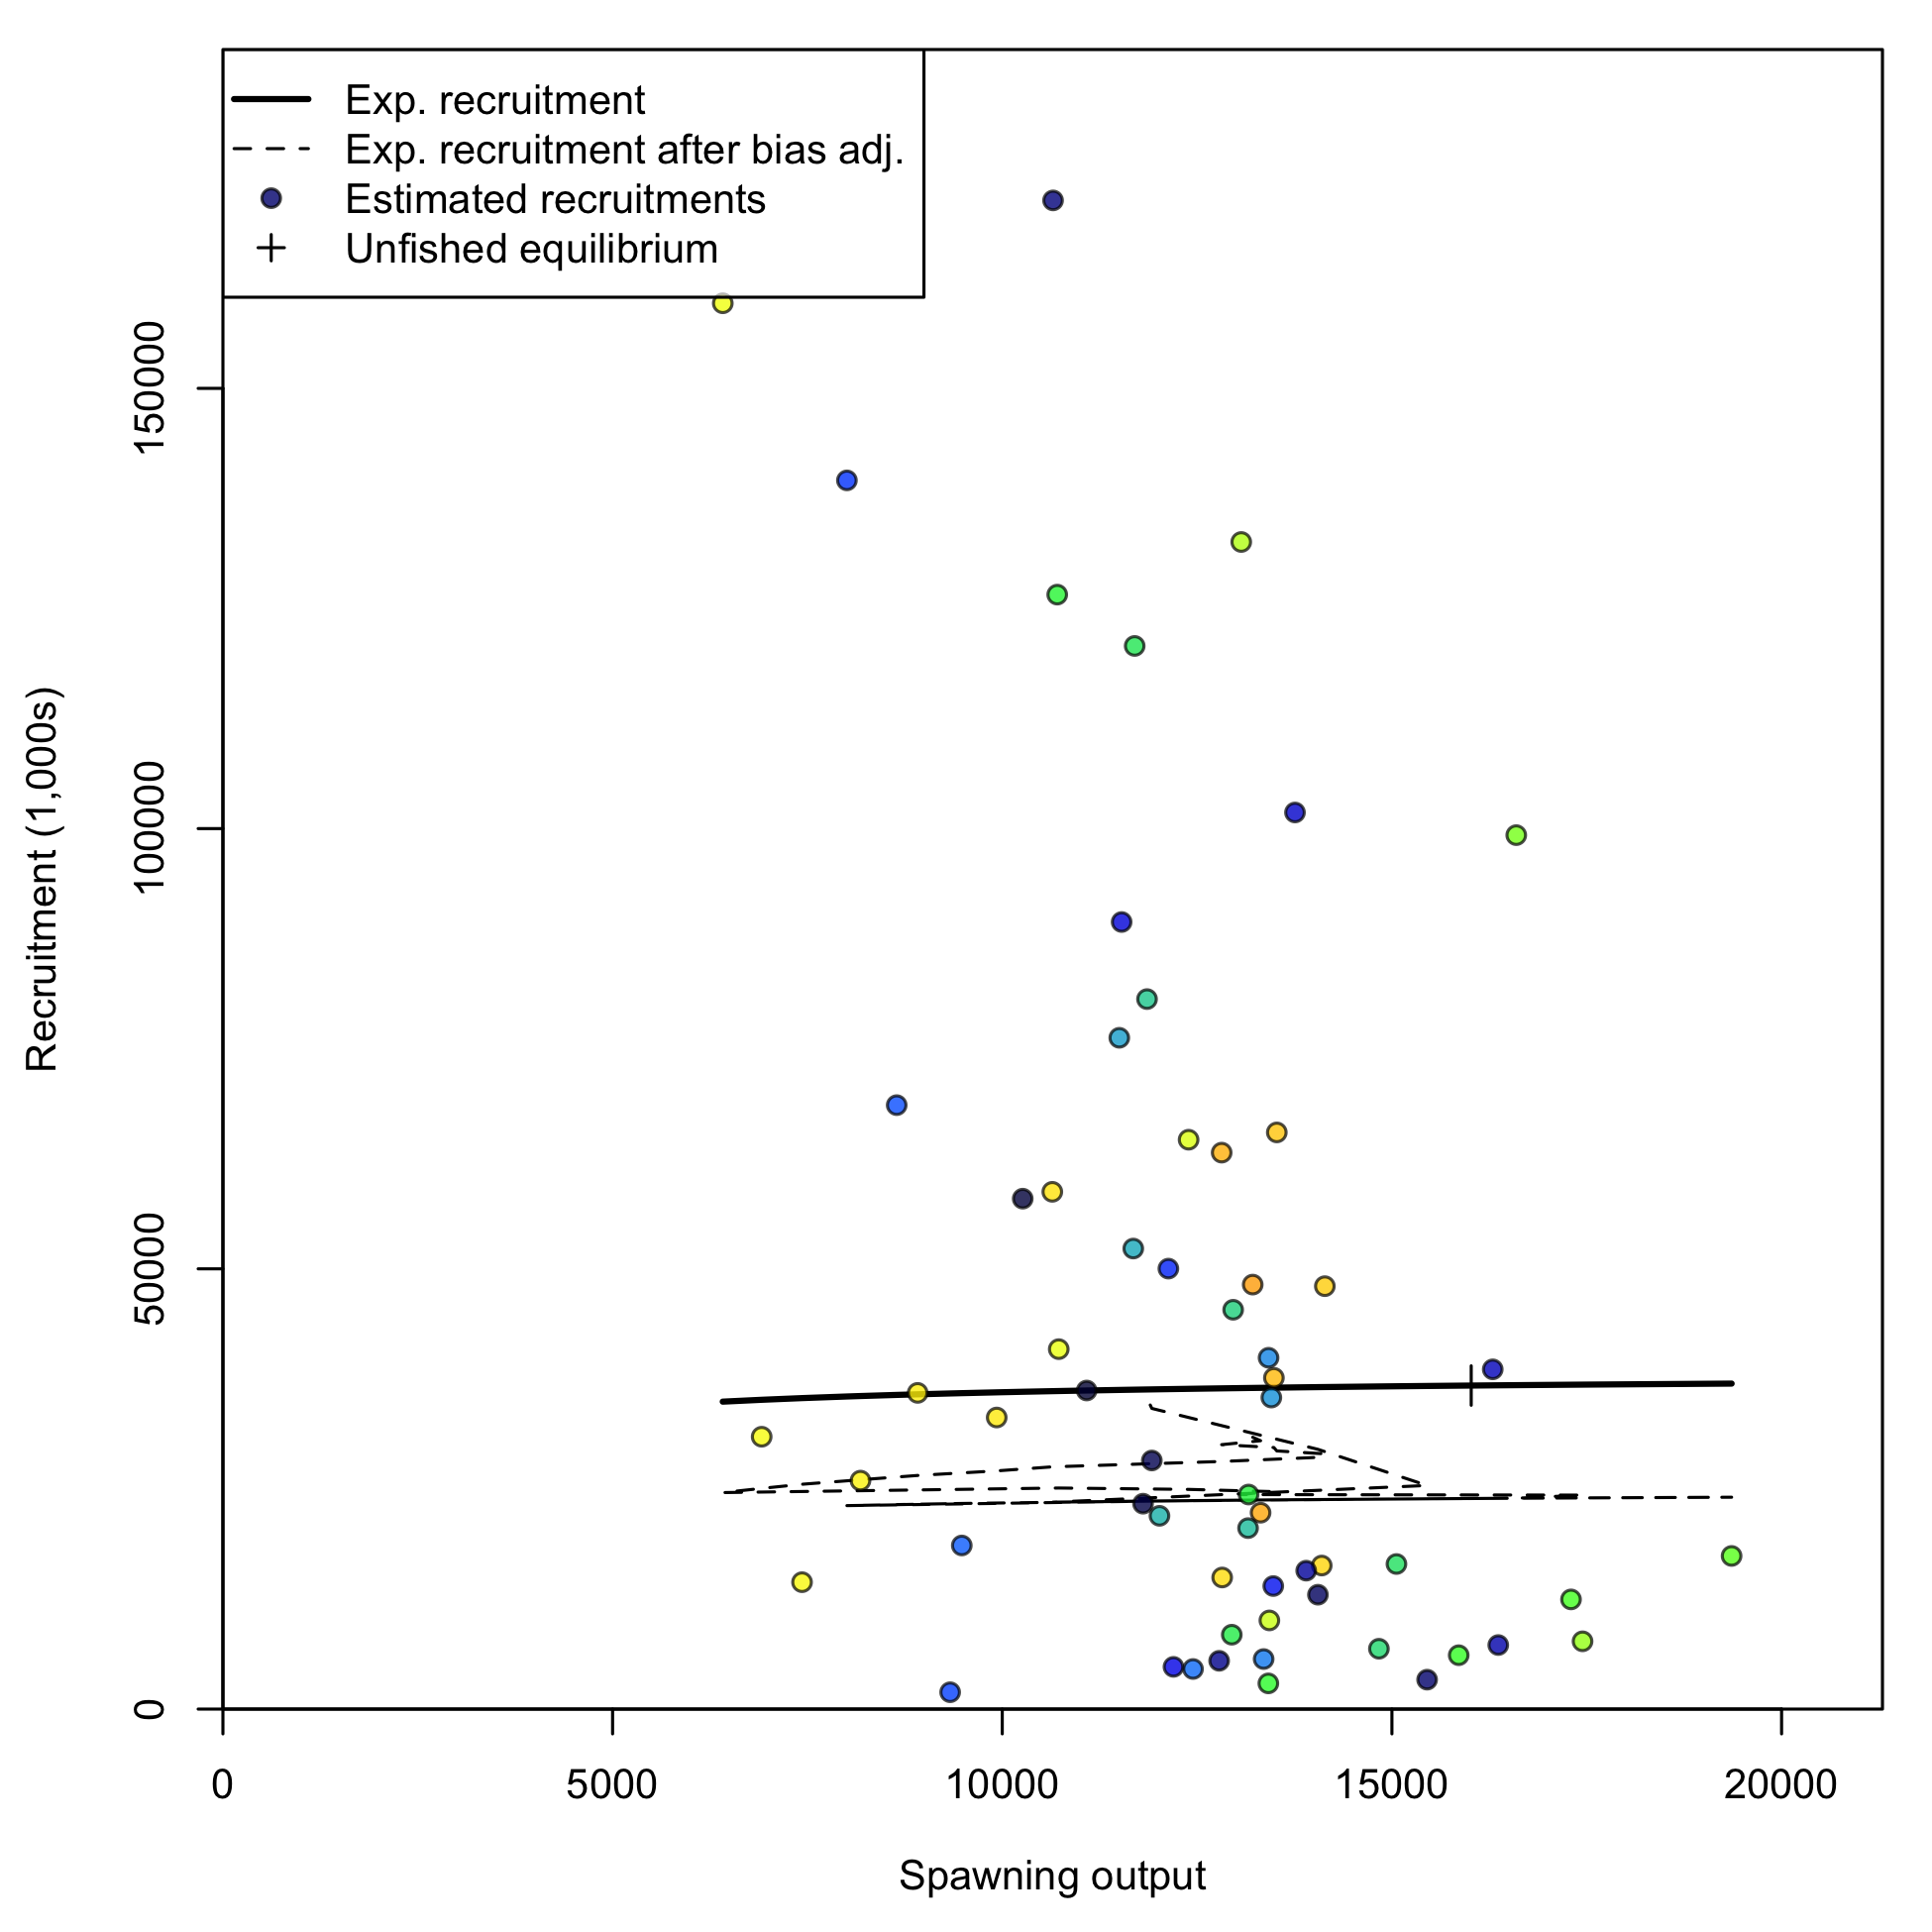 Exp. recruitment
Exp. recruitment after bias adj.
Estimated recruitments
Unfished equilibrium
150000
100000
50000
0
Recruitment (1,000s)
0 5000 10000 15000 20000
Spawning output